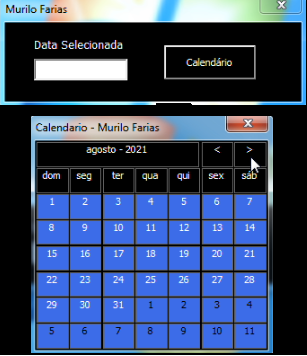 Murilo Farias
x
Data Selecionada
Calendário
Calendario - Murilo Farias
x
agosto - 2021 < >
dom seg ter qua qui sex sáb
1 2 3 4 5 6 7
8 9 10 11 12 13 14
15 16 17 18 19 20 21
22 23 24 25 26 27 28
29 30 31 1 2 3 4
5 6 7 8 9 10 11